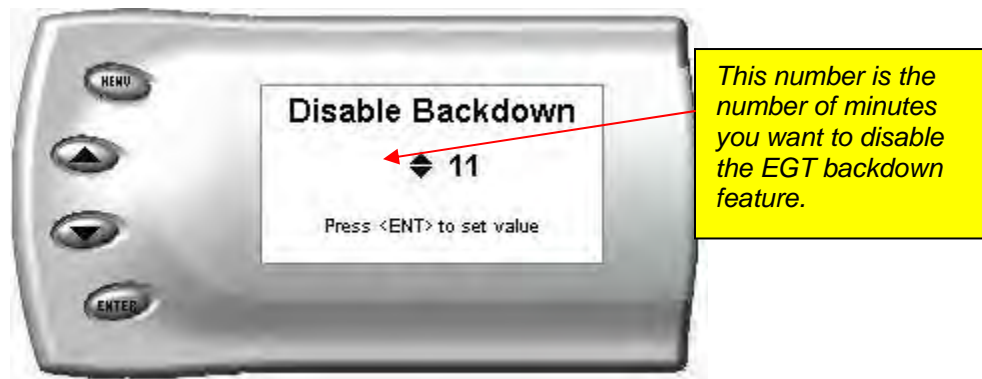 MENU
Disable Backdown
11
Press <ENT> to set value
ENTER
This number is the
number of minutes
you want to disable
the EGT backdown
feature.